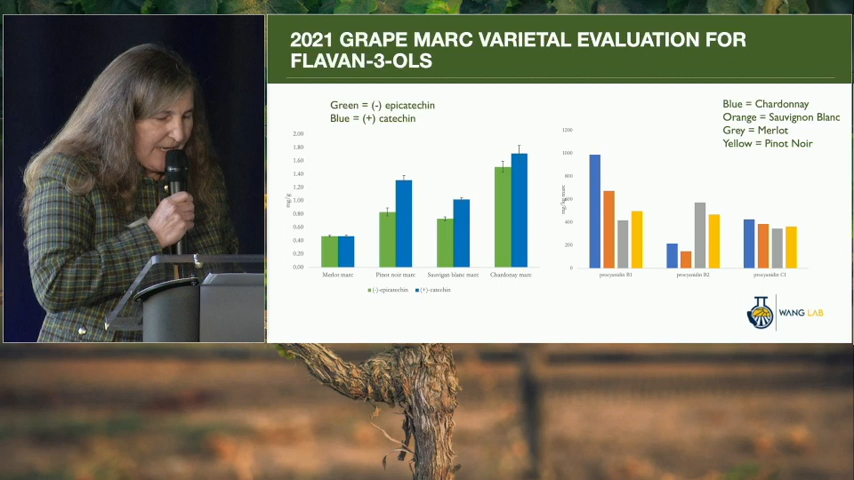 2021 GRAPE MARC VARIETAL EVALUATION FOR
FLAVAN-3-OLS
Green = (-) epicatechin
Blue = (+) catechin
2.00
1.80
1.60
1.40
1.20
1.00
0.80
0.60
0.40
0.20
0.00
mg/g
Merlot marc
Pinot noir marc
Sauvignan blanc marc
Chardonay marc
(-)-epicatechin
(+)-catechin
Blue = Chardonnay
Orange = Sauvignon Blanc
Grey = Merlot
Yellow = Pinot Noir
1200
1000
800
600
400
200
0
procyanidin B1
procyanidin B2
procyanidin C1
WANG LAB